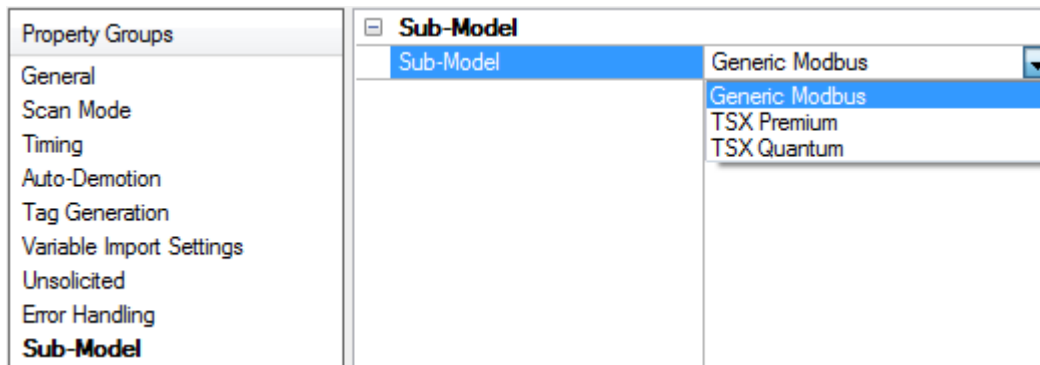 Property Groups
General
Scan Mode
Timing
Auto-Demotion
Tag Generation
Variable Import Settings
Unsolicited
Error Handling
Sub-Model
Sub-Model
Sub-Model Generic Modbus
Generic Modbus
TSX Premium
TSX Quantum